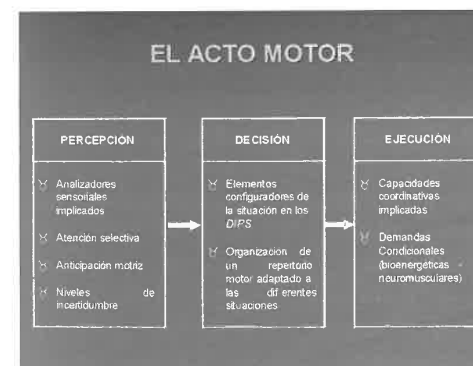 EL ACTO MOTOR
PERCEPCIÓN
Analizadores
sensoriales
implicados
Atención selectiva
Anticipación motriz
Niveles de
incertidumbre
DECISIÓN
Elementos
configuradores de
la situación en los
DIPS
Organización de
un repertorio
motor adaptado a
las diferentes
situaciones
EJECUCIÓN
Capacidades
coordinativas
implicadas
Demandas
Condicionales
(bioenergéticas -
neuromusculares)